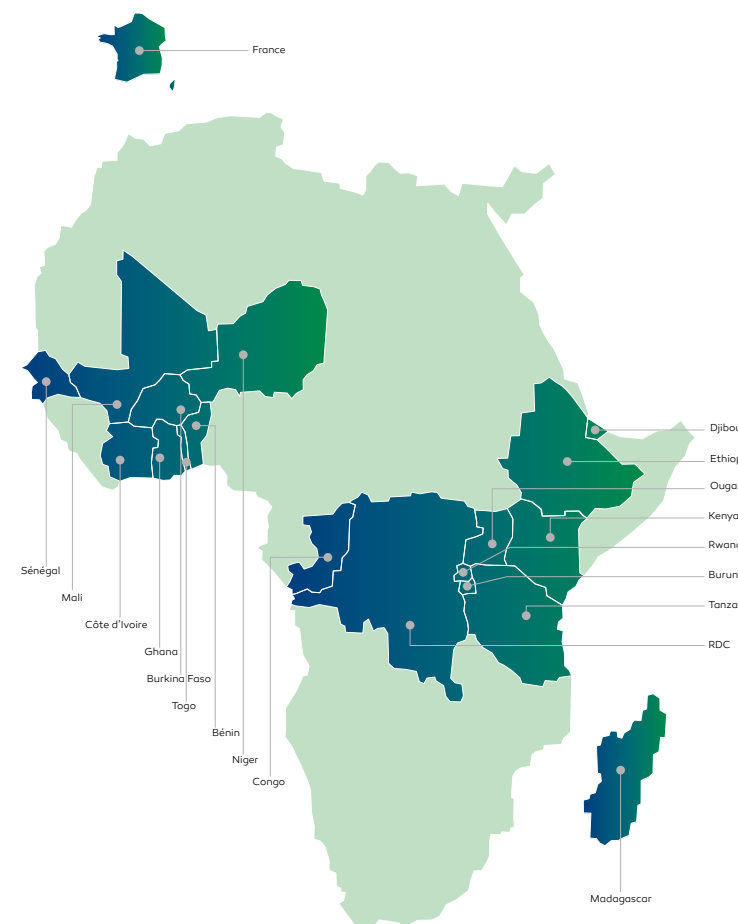 France
Djibou
Ethiop
Ouga
Kenya
Rwand
Burun
Tanza
RDC
Sénégal
Mali
Côte d'Ivoire
Ghana
Burkina Faso
Togo
Bénin
Niger
Congo
Madagascar